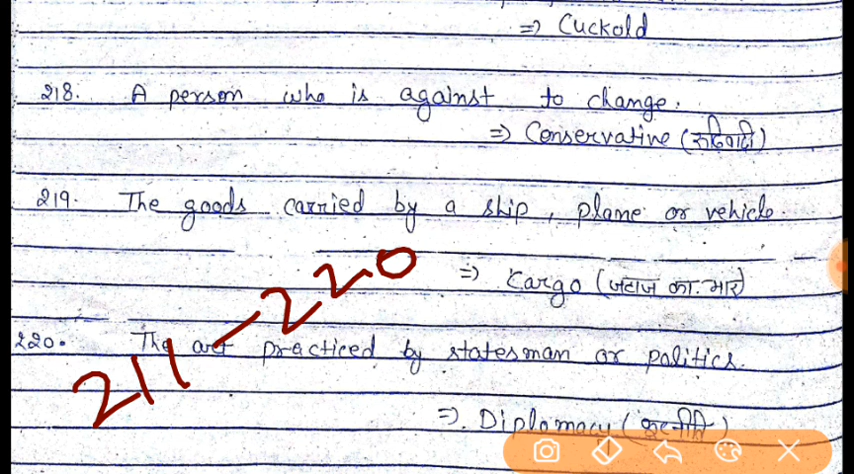 => Cuckold
218. A person who is against to change.
=> Conservative (रूढ़िवादी)
219. The goods carried by a ship, plane or vehicle.
=> Cargo (जहाज का भार)
211-220
220. The art practiced by statesman or politics.
=> Diplomacy (कूटनीति)